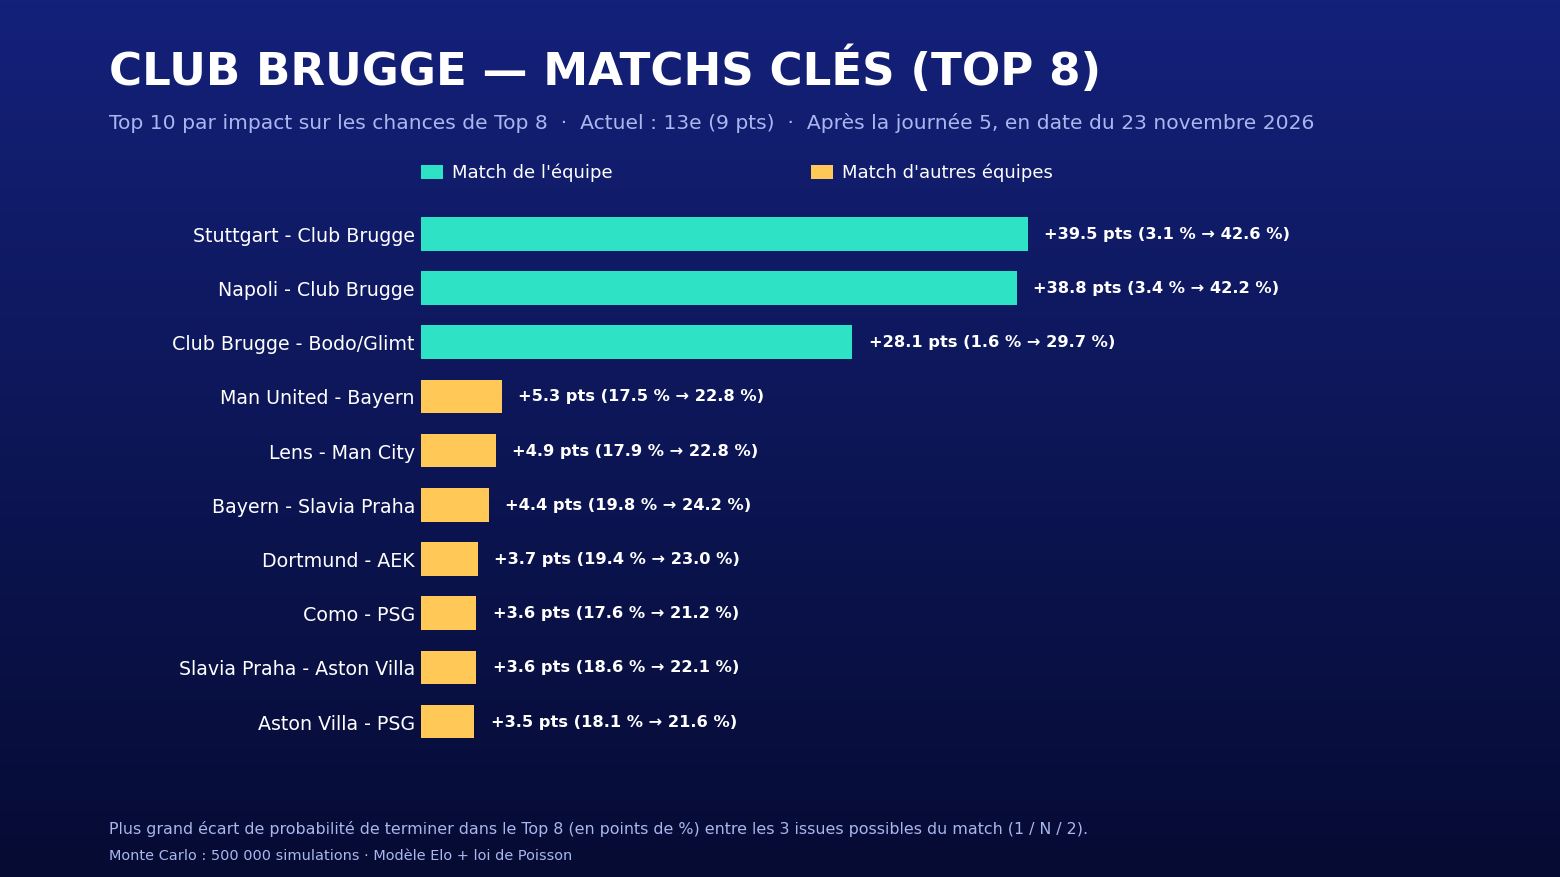 CLUB BRUGGE — MATCHS CLÉS (TOP 8)
Top 10 par impact sur les chances de Top 8 · Actuel : 13e (9 pts) · Après la journée 5, en date du 23 novembre 2026
Match de l'équipe
Match d'autres équipes
Stuttgart - Club Brugge +39.5 pts (3.1 % → 42.6 %)
Napoli - Club Brugge +38.8 pts (3.4 % → 42.2 %)
Club Brugge - Bodo/Glimt +28.1 pts (1.6 % → 29.7 %)
Man United - Bayern +5.3 pts (17.5 % → 22.8 %)
Lens - Man City +4.9 pts (17.9 % → 22.8 %)
Bayern - Slavia Praha +4.4 pts (19.8 % → 24.2 %)
Dortmund - AEK +3.7 pts (19.4 % → 23.0 %)
Como - PSG +3.6 pts (17.6 % → 21.2 %)
Slavia Praha - Aston Villa +3.6 pts (18.6 % → 22.1 %)
Aston Villa - PSG +3.5 pts (18.1 % → 21.6 %)
Plus grand écart de probabilité de terminer dans le Top 8 (en points de %) entre les 3 issues possibles du match (1 / N / 2).
Monte Carlo : 500 000 simulations · Modèle Elo + loi de Poisson